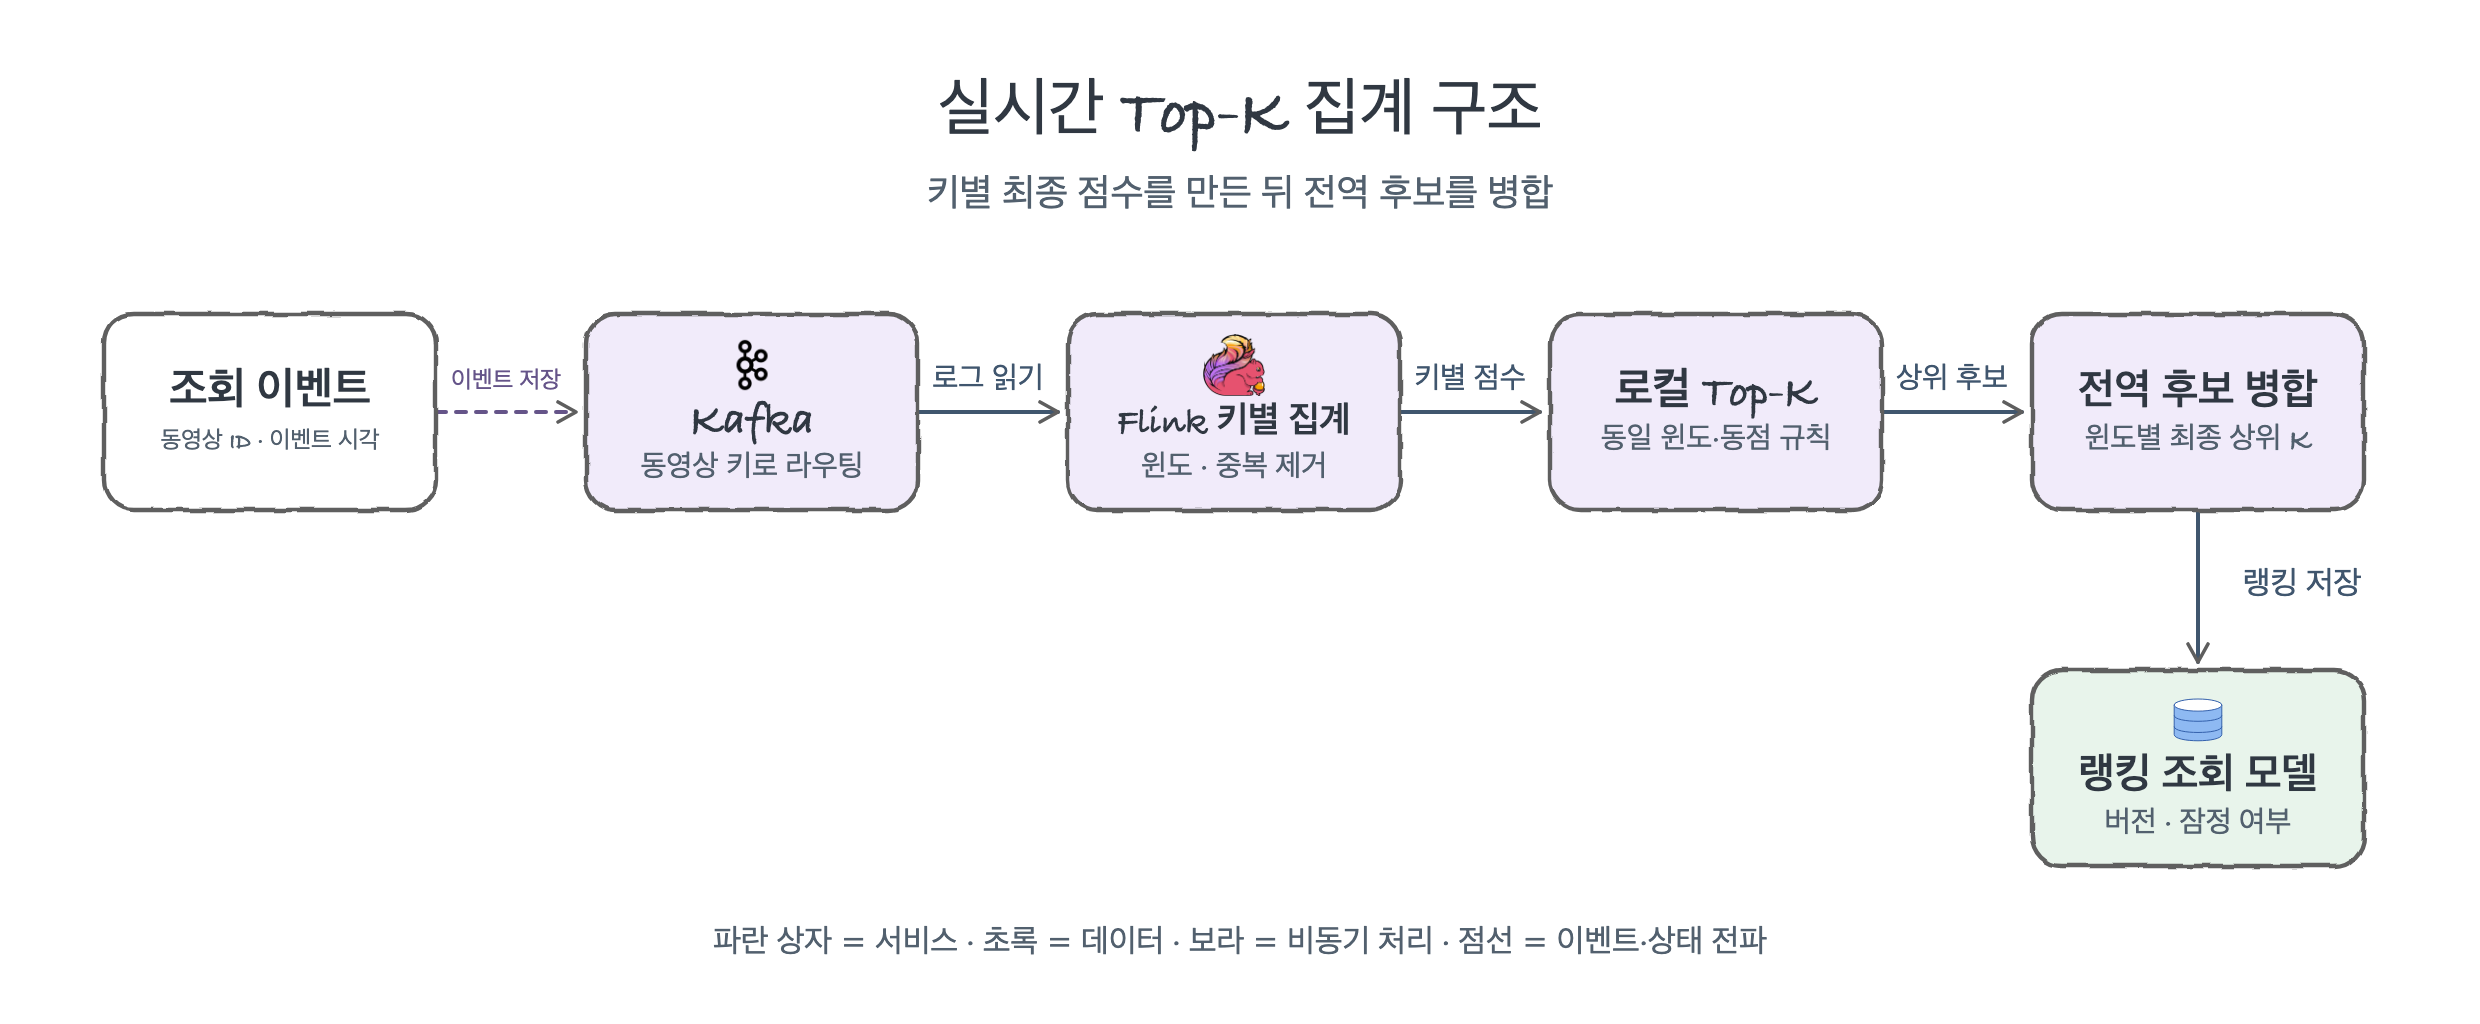 실시간 Top-K 집계 구조
키별 최종 점수를 만든 뒤 전역 후보를 병합
조회 이벤트
동영상 ID · 이벤트 시각
이벤트 저장
Kafka
동영상 키로 라우팅
로그 읽기
Flink 키별 집계
윈도 · 중복 제거
키별 점수
로컬 Top-K
동일 윈도·동점 규칙
상위 후보
전역 후보 병합
윈도별 최종 상위 K
랭킹 저장
랭킹 조회 모델
버전 · 잠정 여부
파란 상자 = 서비스 · 초록 = 데이터 · 보라 = 비동기 처리 · 점선 = 이벤트·상태 전파